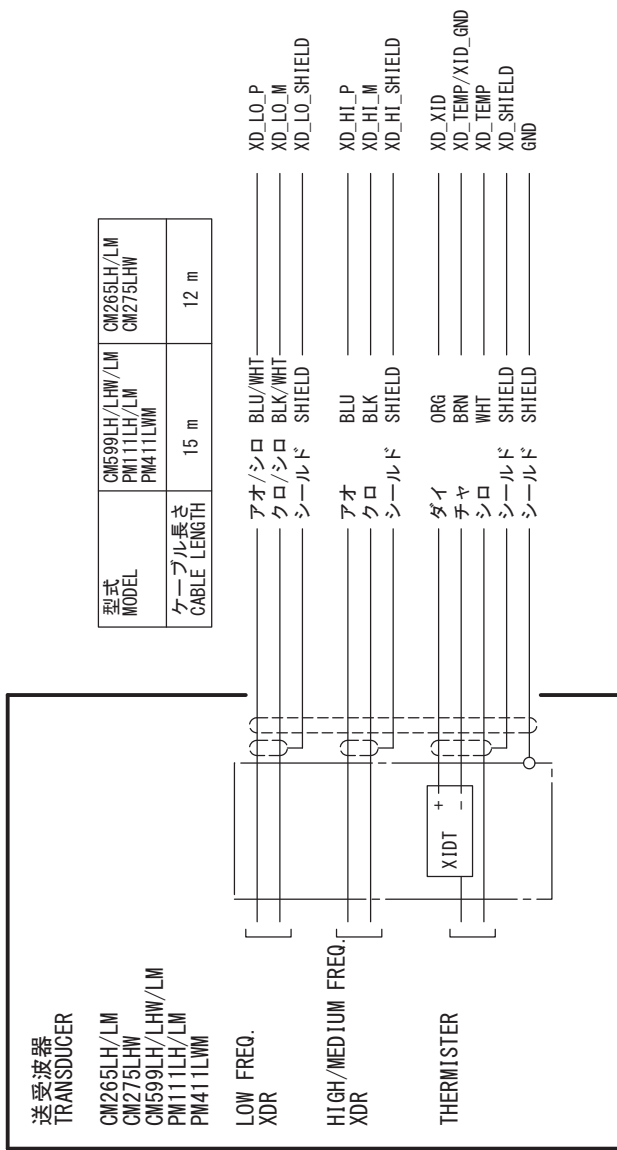 送受波器
TRANSDUCER
CM265LH/LM
CM275LHW
CM599LH/LHW/LM
PM111LH/LM
PM411LWM
LOW FREQ.
XDR
HIGH/MEDIUM FREQ.
XDR
THERMISTER
XIDT
+
-
型式
MODEL
CM599LH/LHW/LM
PM111LH/LM
PM411LWM
CM265LH/LM
CM275LHW
ケーブル長さ
CABLE LENGTH
15 m
12 m
アオ/シロ BLU/WHT XD_LO_P
クロ/シロ BLK/WHT XD_LO_M
シールド SHIELD XD_LO_SHIELD
アオ BLU XD_HI_P
クロ BLK XD_HI_M
シールド SHIELD XD_HI_SHIELD
ダイ ORG XD_XID
チャ BRN XD_TEMP/XID_GND
シロ WHT XD_TEMP
シールド SHIELD XD_SHIELD
シールド SHIELD GND